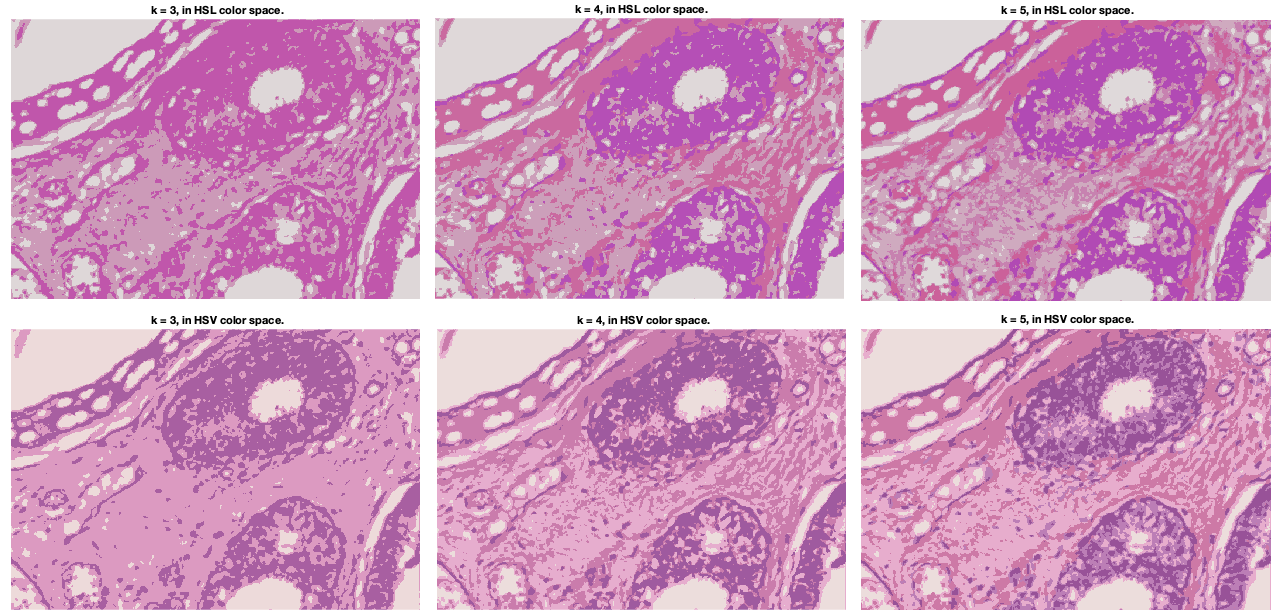 k = 3, in HSL color space.
k = 4, in HSL color space.
k = 5, in HSL color space.
k = 3, in HSV color space.
k = 4, in HSV color space.
k = 5, in HSV color space.